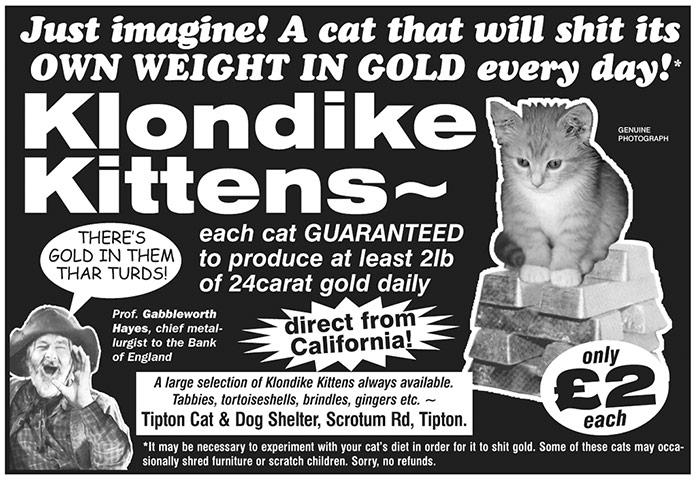 Just imagine! A cat that will shit its
OWN WEIGHT IN GOLD every day!*
Klondike
Kittens~
GENUINE
PHOTOGRAPH
each cat GUARANTEED
to produce at least 2lb
of 24carat gold daily
THERE'S
GOLD IN THEM
THAR TURDS!
Prof. Gabbleworth
Hayes, chief metal-
lurgist to the Bank
of England
direct from
California!
only
£2
each
A large selection of Klondike Kittens always available.
Tabbies, tortoiseshells, brindles, gingers etc. ~
Tipton Cat & Dog Shelter, Scrotum Rd, Tipton.
*It may be necessary to experiment with your cat's diet in order for it to shit gold. Some of these cats may occa-
sionally shred furniture or scratch children. Sorry, no refunds.